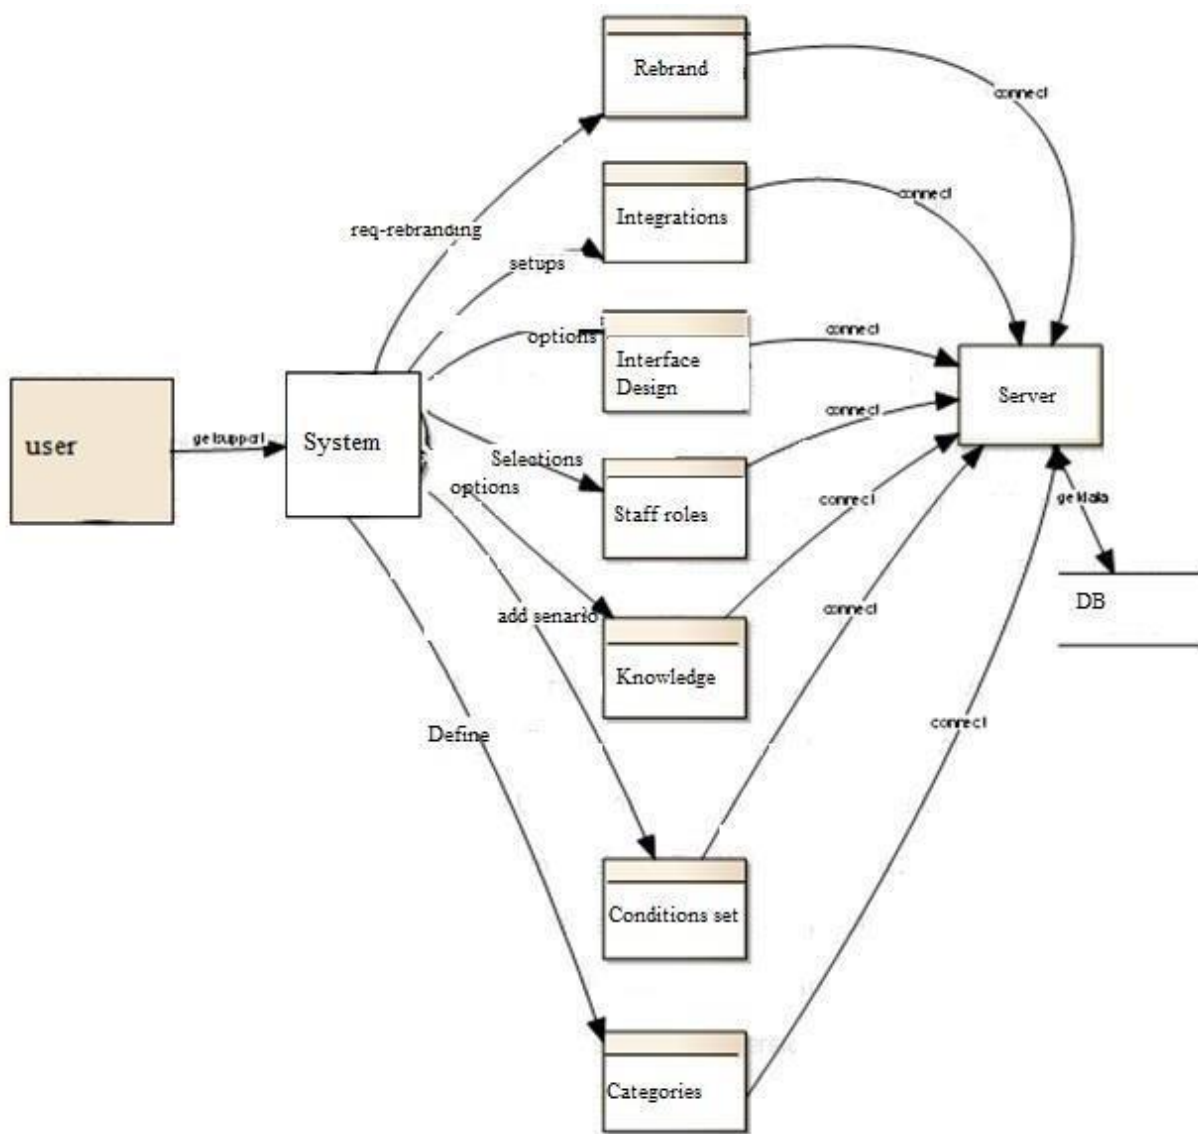 Rebrand
connect
req-rebranding
Integrations
connect
setups
options
Interface
Design
connect
Server
user
getsupport
System
Selections
options
Staff roles
connect
connect
getdata
DB
add senario
connect
Knowledge
Define
connect
Conditions set
Categories